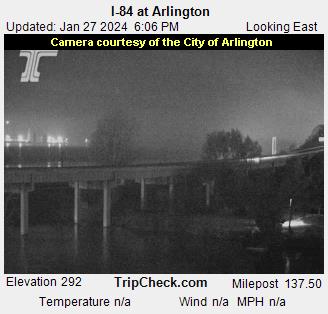 I-84 at Arlington
Updated: Jan 27 2024 6:06 PM Looking East
Camera courtesy of the City of Arlington
Elevation 292 TripCheck.com Milepost 137.50
Temperature n/a Wind n/a MPH n/a